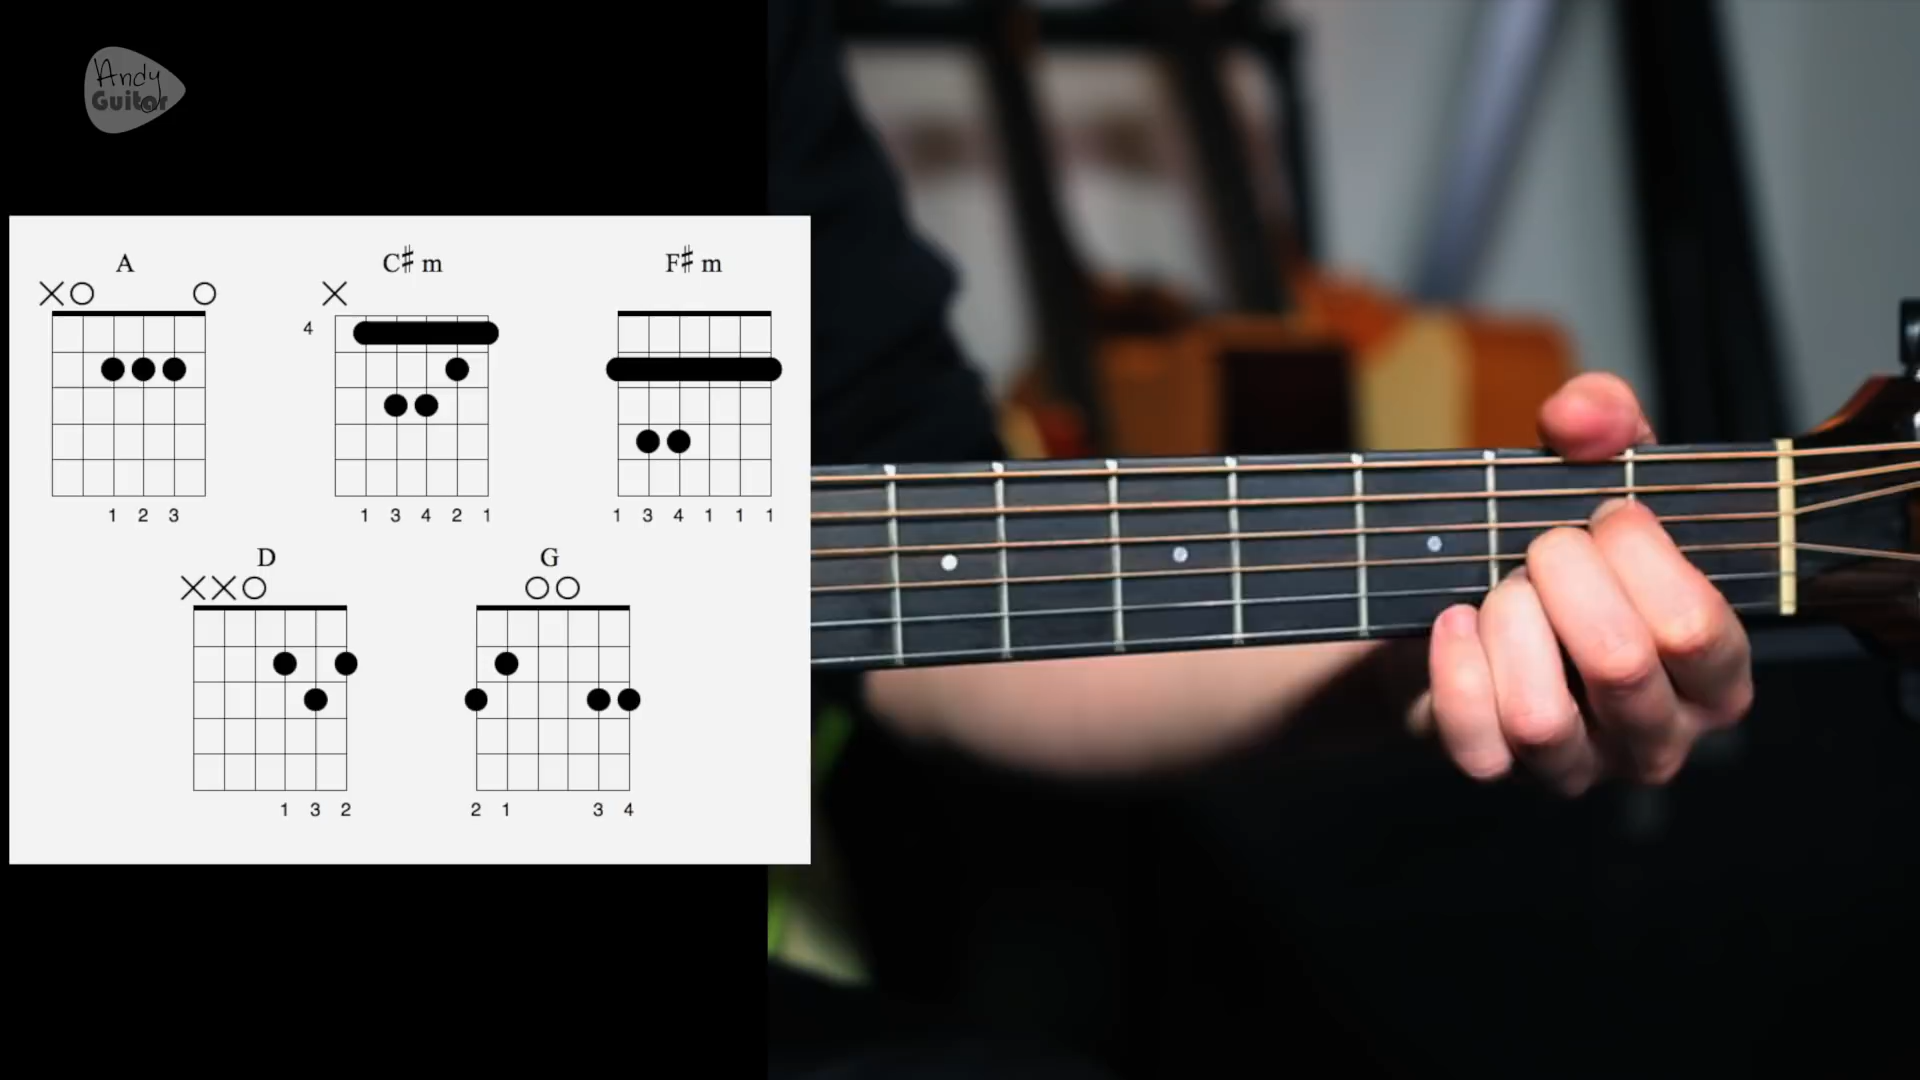 Andy
Guitar
A C♯m F♯m
X O O X
4
1 2 3 1 3 4 2 1 1 3 4 1 1 1
D G
X X O O O
1 3 2 2 1 3 4